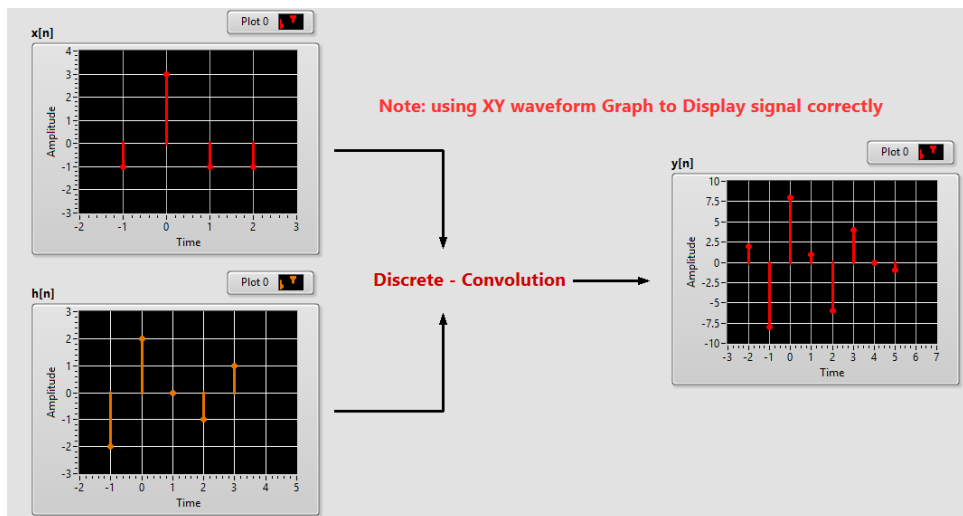 Plot 0
x[n]
4
3
2
1
0
-1
-2
-3
Amplitude
-2 -1 0 1 2 3
Time
Note: using XY waveform Graph to Display signal correctly
Plot 0
h[n]
3
2
1
0
-1
-2
-3
Amplitude
-2 -1 0 1 2 3 4 5
Time
Discrete - Convolution
Plot 0
y[n]
10
7.5
5
2.5
0
-2.5
-5
-7.5
-10
Amplitude
-3 -2 -1 0 1 2 3 4 5 6 7
Time